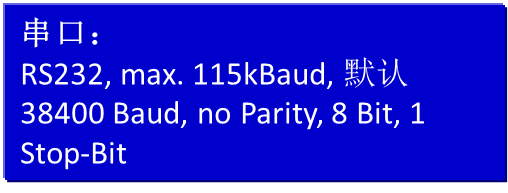 串口：
RS232, max. 115kBaud, 默认
38400 Baud, no Parity, 8 Bit, 1
Stop-Bit